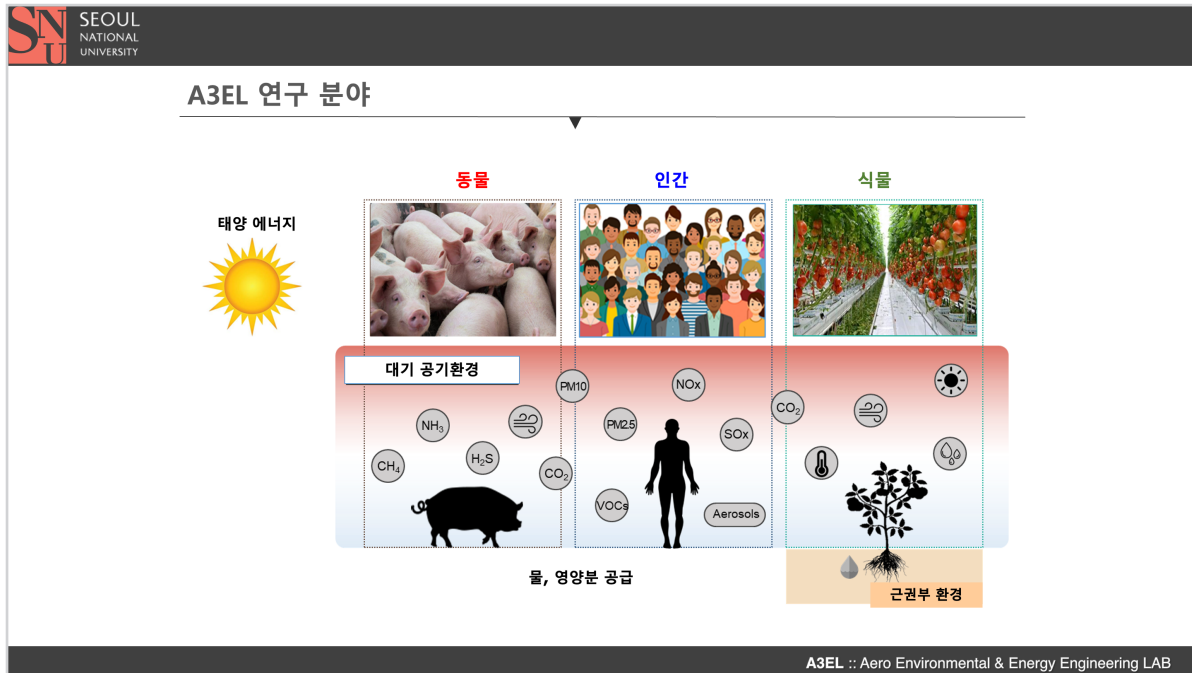 SNU
SEOUL
NATIONAL
UNIVERSITY
A3EL 연구 분야
동물
인간
식물
태양 에너지
대기 공기환경
PM10
NOx
CO₂
NH₃
PM2.5
SOx
CH₄
H₂S
CO₂
VOCs
Aerosols
물, 영양분 공급
근권부 환경
A3EL :: Aero Environmental & Energy Engineering LAB